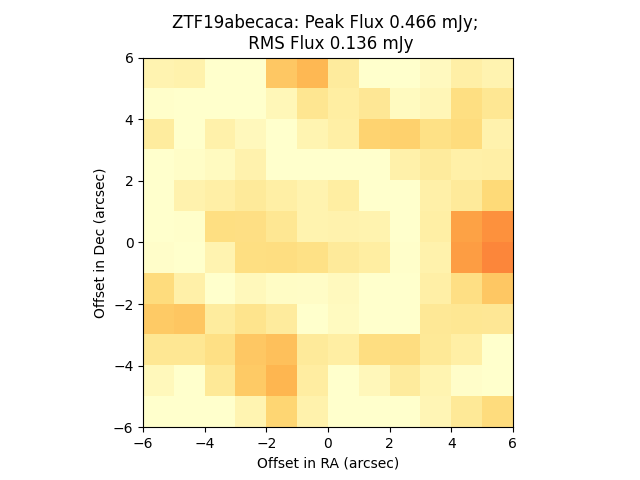 ZTF19abecaca: Peak Flux 0.466 mJy;
RMS Flux 0.136 mJy
6
4
2
0
−2
−4
−6
Offset in Dec (arcsec)
−6 −4 −2 0 2 4 6
Offset in RA (arcsec)